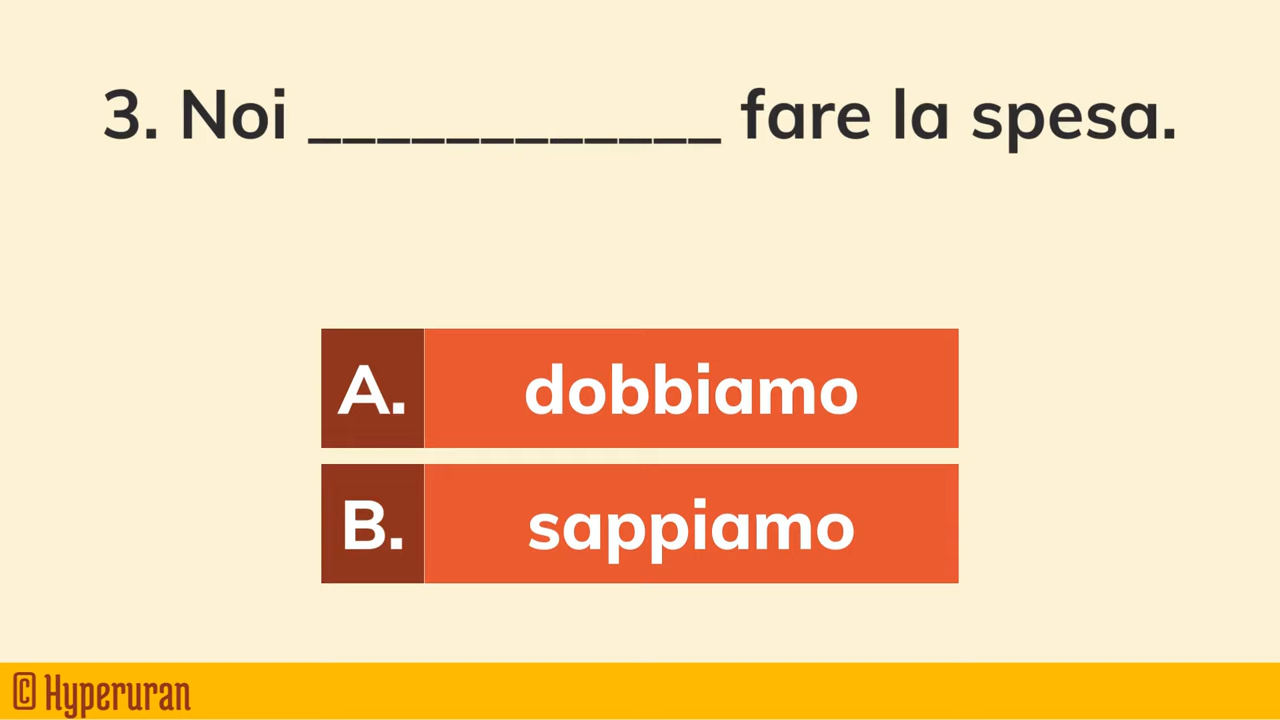 3. Noi ____________ fare la spesa.
A. dobbiamo
B. sappiamo
© Hyperuran